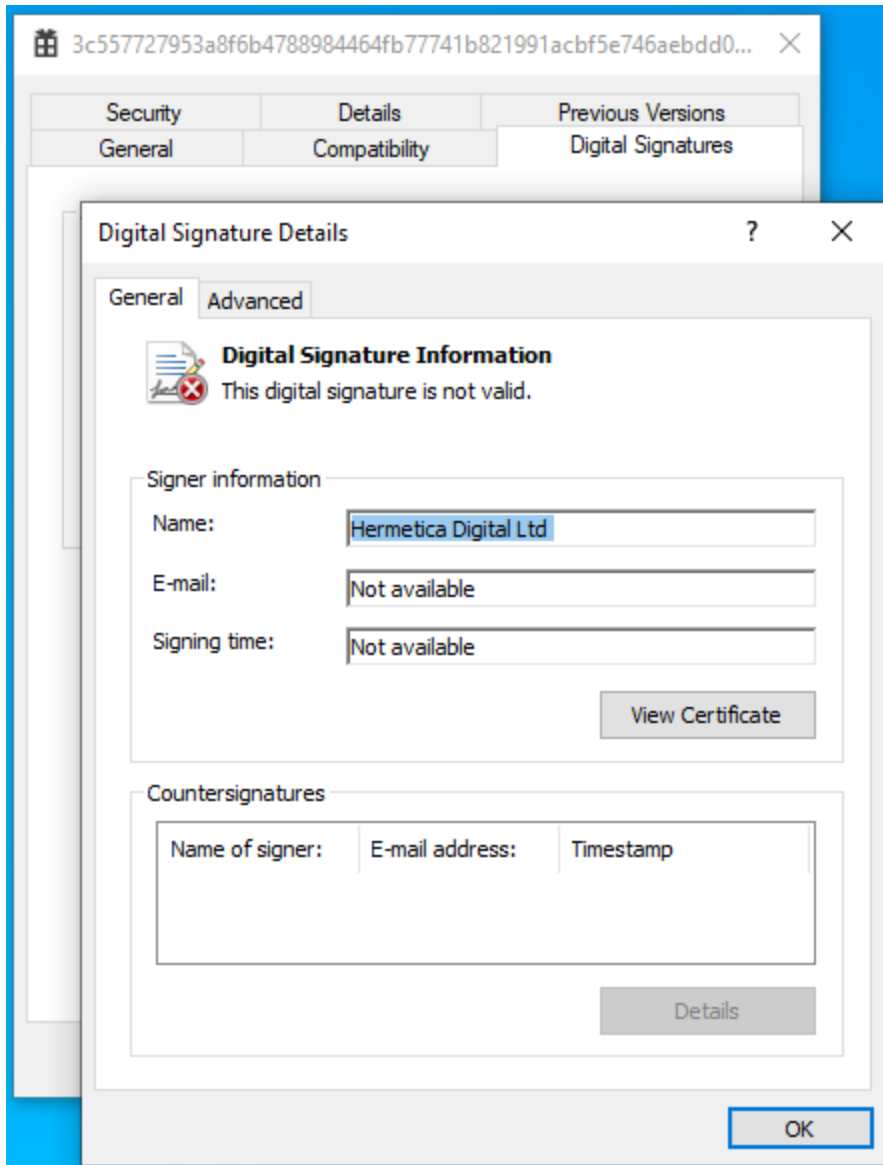 3c557727953a8f6b4788984464fb77741b821991acbf5e746aebdd0...
Security Details Previous Versions
General Compatibility Digital Signatures
Digital Signature Details ?
General Advanced
Digital Signature Information
This digital signature is not valid.
Signer information
Name: Hermetica Digital Ltd
E-mail: Not available
Signing time: Not available
View Certificate
Countersignatures
Name of signer: E-mail address: Timestamp
Details
OK